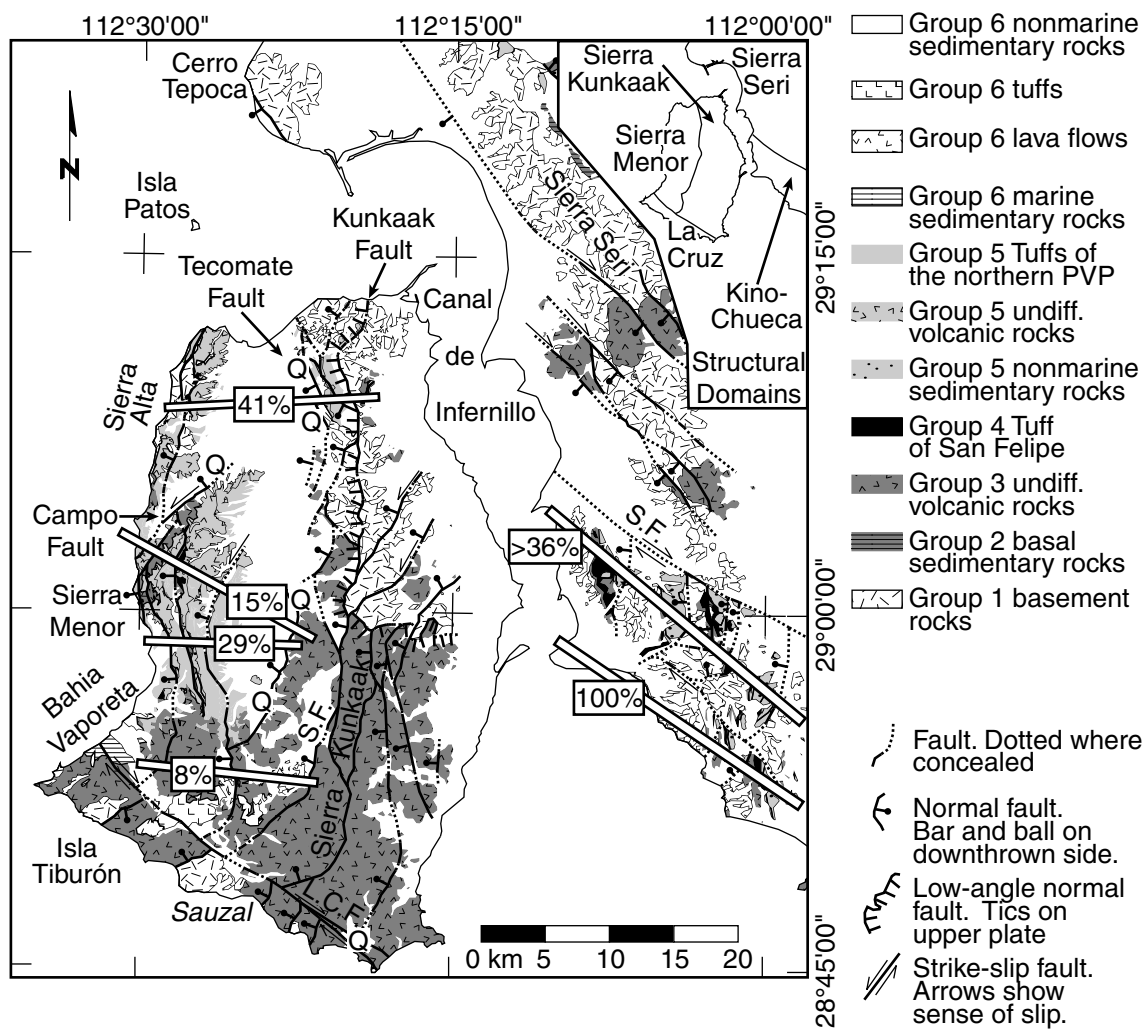 112°30'00"
112°15'00"
112°00'00"
Cerro
Tepoca
Sierra
Kunkaak
Sierra
Seri
Sierra
Menor
La
Cruz
Kino-
Chueca
Structural
Domains
N
Isla
Patos
Kunkaak
Fault
Tecomate
Fault
Sierra Seri
Canal
de
Infernillo
29°15'00"
Sierra
Alta
Q
41%
Q
Q
Campo
Fault
S.F.
>36%
Sierra
Menor
15%
Q
29%
29°00'00"
Bahia
Vaporeta
Q
S.F.
100%
8%
Sierra Kunkaak
Isla
Tiburón
Sauzal
L.C.F.
Q
0 km 5 10 15 20
28°45'00"
Group 6 nonmarine
sedimentary rocks
Group 6 tuffs
Group 6 lava flows
Group 6 marine
sedimentary rocks
Group 5 Tuffs of
the northern PVP
Group 5 undiff.
volcanic rocks
Group 5 nonmarine
sedimentary rocks
Group 4 Tuff
of San Felipe
Group 3 undiff.
volcanic rocks
Group 2 basal
sedimentary rocks
Group 1 basement
rocks
Fault. Dotted where
concealed
Normal fault.
Bar and ball on
downthrown side.
Low-angle normal
fault. Tics on
upper plate
Strike-slip fault.
Arrows show
sense of slip.